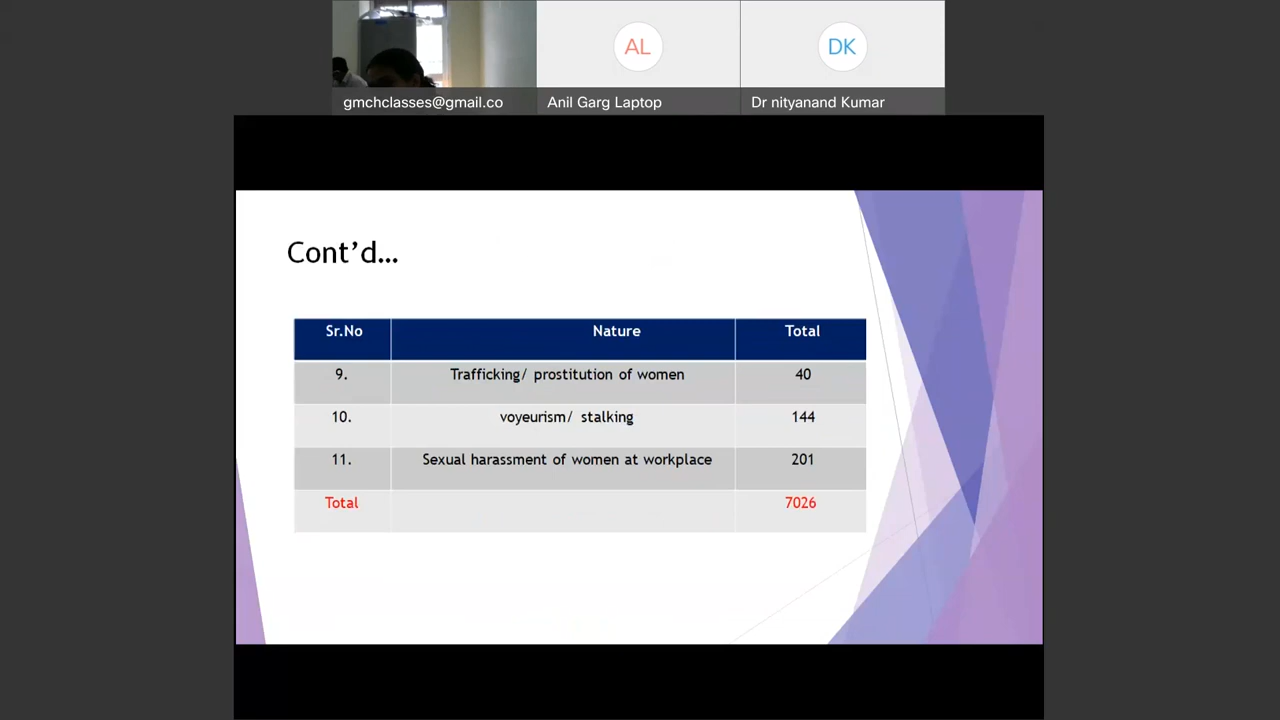 AL
DK
gmchclasses@gmail.co
Anil Garg Laptop
Dr nityanand Kumar
Cont’d…
Sr.No Nature Total
9. Trafficking/ prostitution of women 40
10. voyeurism/ stalking 144
11. Sexual harassment of women at workplace 201
Total 7026